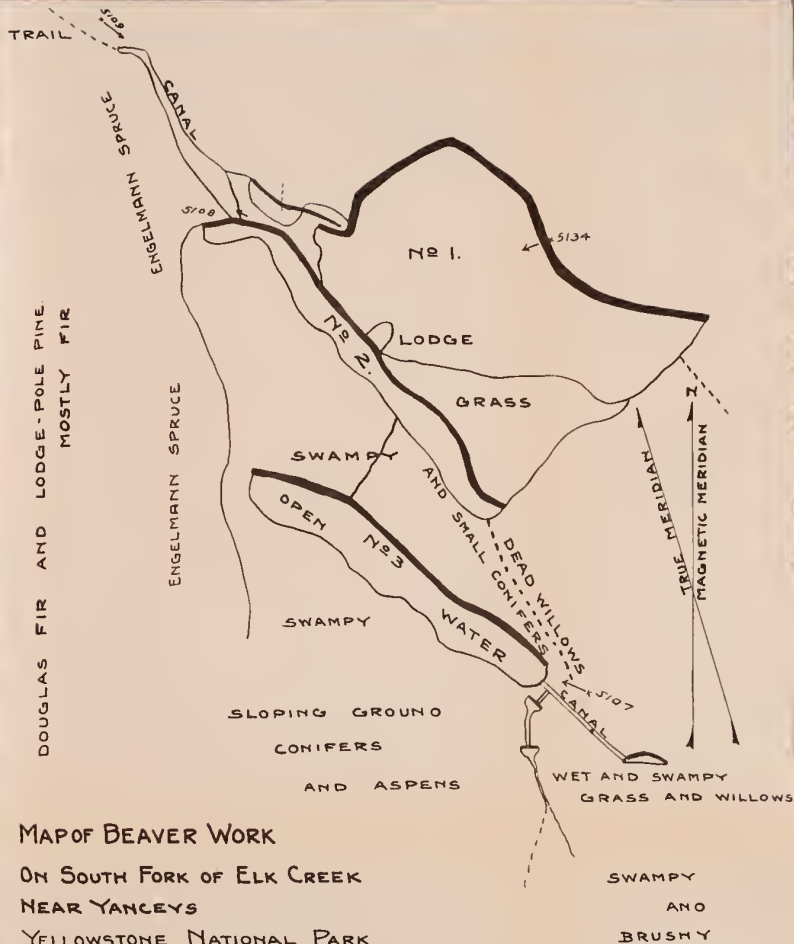 5109
TRAIL
CANAL
ENGELMANN SPRUCE
5108
Nº 1.
5134
Nº 2.
LODGE
GRASS
DOUGLAS FIR AND LODGE-POLE PINE.
MOSTLY FIR
ENGELMANN SPRUCE
SWAMPY
AND SMALL CONIFERS
DEAD WILLOWS
N
TRUE MERIDIAN
MAGNETIC MERIDIAN
OPEN
Nº 3
WATER
SWAMPY
5107
CANAL
SLOPING GROUND
CONIFERS
AND ASPENS
WET AND SWAMPY
GRASS AND WILLOWS
MAP OF BEAVER WORK
ON SOUTH FORK OF ELK CREEK
NEAR YANCEYS
YELLOWSTONE NATIONAL PARK
SWAMPY
AND
BRUSHY